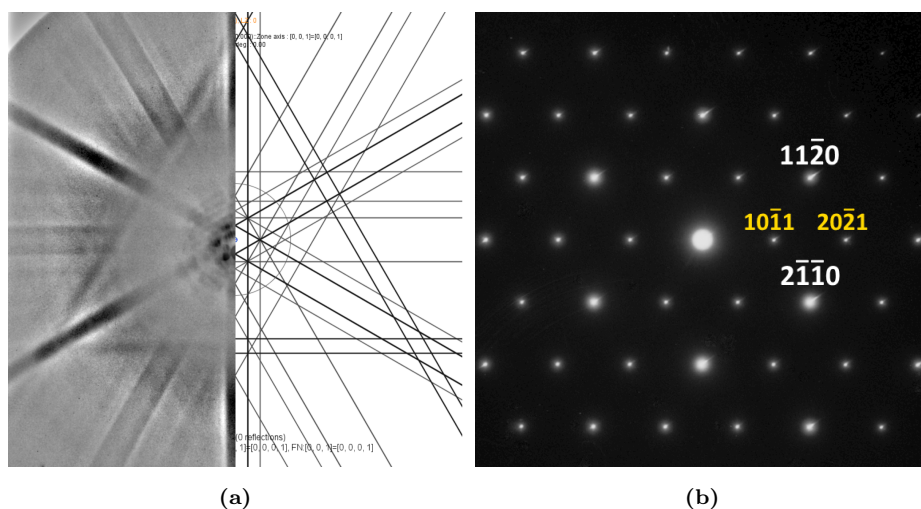 0.00
Zone axis : [0, 0, 1]=[0, 0, 0, 1]
(0 reflections)
, 1]=[0, 0, 0, 1], FN:[0, 0, 1]=[0, 0, 0, 1]
112̅0
101̅1 202̅1
21̅1̅0
(a) (b)